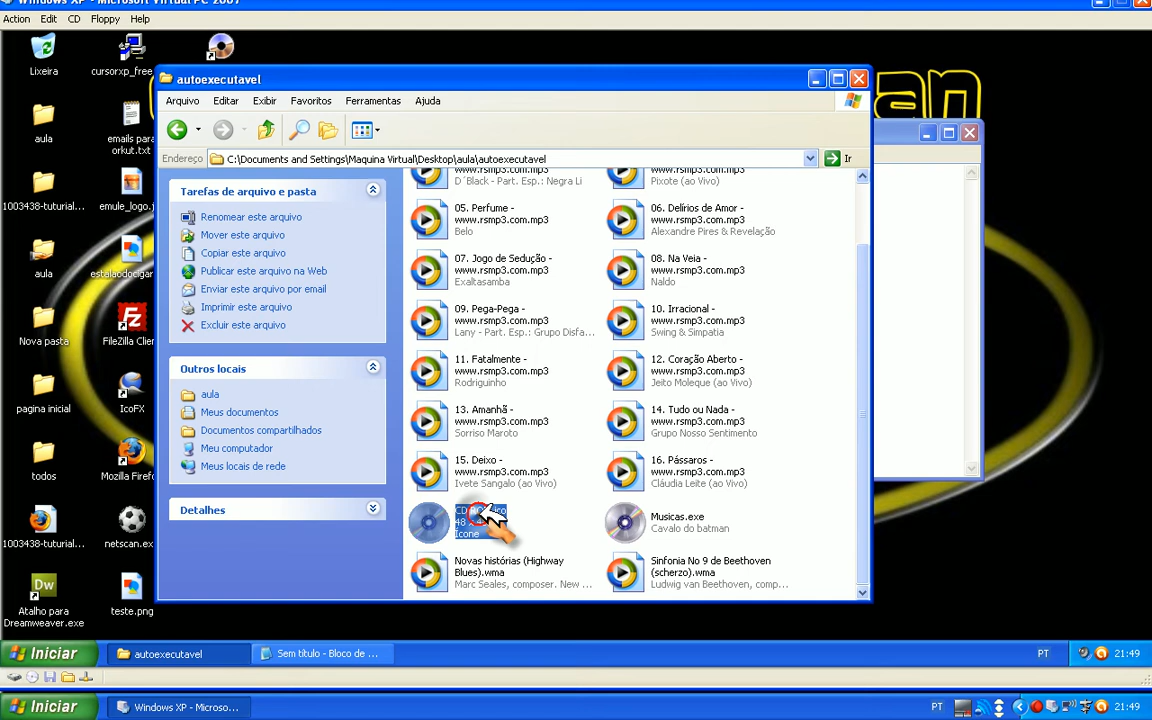 Windows XP - Microsoft Virtual PC 2007
Action Edit CD Floppy Help
Lixeira
cursorxp_free
aula
emails para
orkut.txt
1003438-tutorial...
emule_logo.j
aula
estalaodocigar
Nova pasta
FileZilla Clien
pagina inicial
IcoFX
todos
Mozilla Firefo
1003438-tutorial...
netscan.exe
Atalho para
Dreamweaver.exe
teste.png
an
autoexecutavel
Arquivo Editar Exibir Favoritos Ferramentas Ajuda
Endereço C:\Documents and Settings\Maquina Virtual\Desktop\aula\autoexecutavel Ir
Tarefas de arquivo e pasta
Renomear este arquivo
Mover este arquivo
Copiar este arquivo
Publicar este arquivo na Web
Enviar este arquivo por email
Imprimir este arquivo
Excluir este arquivo
Outros locais
aula
Meus documentos
Documentos compartilhados
Meu computador
Meus locais de rede
Detalhes
www.rsmp3.com.mp3
D´Black - Part. Esp.: Negra Li
www.rsmp3.com.mp3
Pixote (ao Vivo)
05. Perfume -
www.rsmp3.com.mp3
Belo
06. Delírios de Amor -
www.rsmp3.com.mp3
Alexandre Pires & Revelação
07. Jogo de Sedução -
www.rsmp3.com.mp3
Exaltasamba
08. Na Veia -
www.rsmp3.com.mp3
Naldo
09. Pega-Pega -
www.rsmp3.com.mp3
Lany - Part. Esp.: Grupo Disfa...
10. Irracional -
www.rsmp3.com.mp3
Swing & Simpatia
11. Fatalmente -
www.rsmp3.com.mp3
Rodriguinho
12. Coração Aberto -
www.rsmp3.com.mp3
Jeito Moleque (ao Vivo)
13. Amanhã -
www.rsmp3.com.mp3
Sorriso Maroto
14. Tudo ou Nada -
www.rsmp3.com.mp3
Grupo Nosso Sentimento
15. Deixo -
www.rsmp3.com.mp3
Ivete Sangalo (ao Vivo)
16. Pássaros -
www.rsmp3.com.mp3
Cláudia Leite (ao Vivo)
CD
48
Ícone
Musicas.exe
Cavalo do batman
Novas histórias (Highway
Blues).wma
Marc Seales, composer. New ...
Sinfonia No 9 de Beethoven
(scherzo).wma
Ludwig van Beethoven, comp...
Iniciar autoexecutavel Sem título - Bloco de ... PT 21:49
Iniciar Windows XP - Microso... PT 21:49